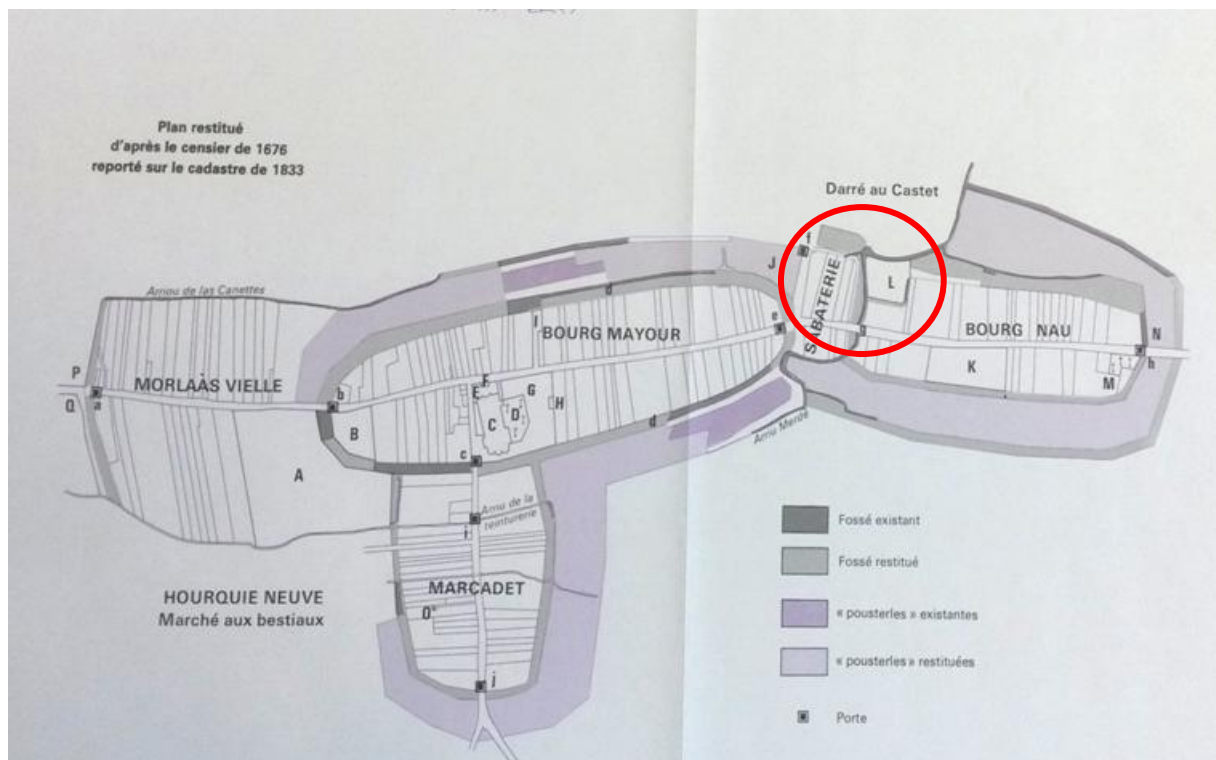 Plan restitué
d'après le censier de 1676
reporté sur le cadastre de 1833
Darré au Castet
f
J
SABATERIE
L
Arriou de las Canettes
d
I
BOURG MAYOUR
e
g
BOURG NAU
N
h
P
MORLAÀS VIELLE
K
Q
a
b
F
E
G
M
H
B
C
D
d
Arriu Merdé
c
A
Arriu de la
teinturerie
i
HOURQUIE NEUVE
Marché aux bestiaux
MARCADET
O
j
Fossé existant
Fossé restitué
« pousterles » existantes
« pousterles » restituées
Porte